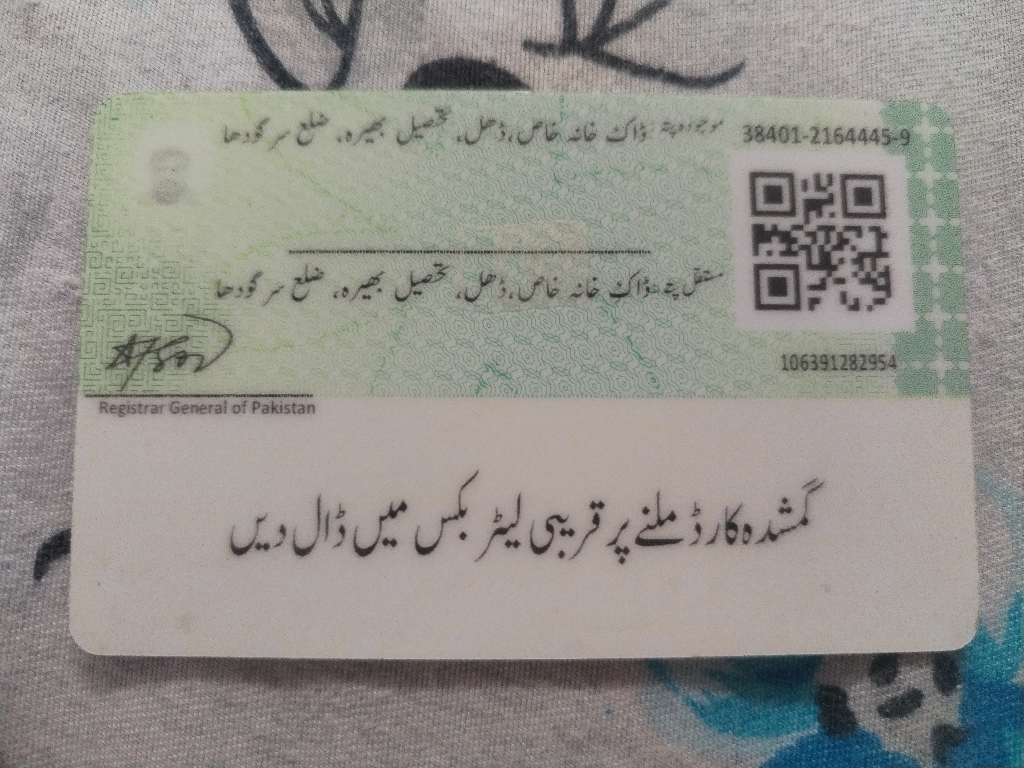 موجودہ پتہ: ڈاک خانہ خاص، ڈھل، تحصیل بھیرہ، ضلع سرگودھا
38401-2164445-9
مستقل پتہ: ڈاک خانہ خاص، ڈھل، تحصیل بھیرہ، ضلع سرگودھا
106391282954
Registrar General of Pakistan
گمشدہ کارڈ ملنے پر قریبی لیٹر بکس میں ڈال دیں